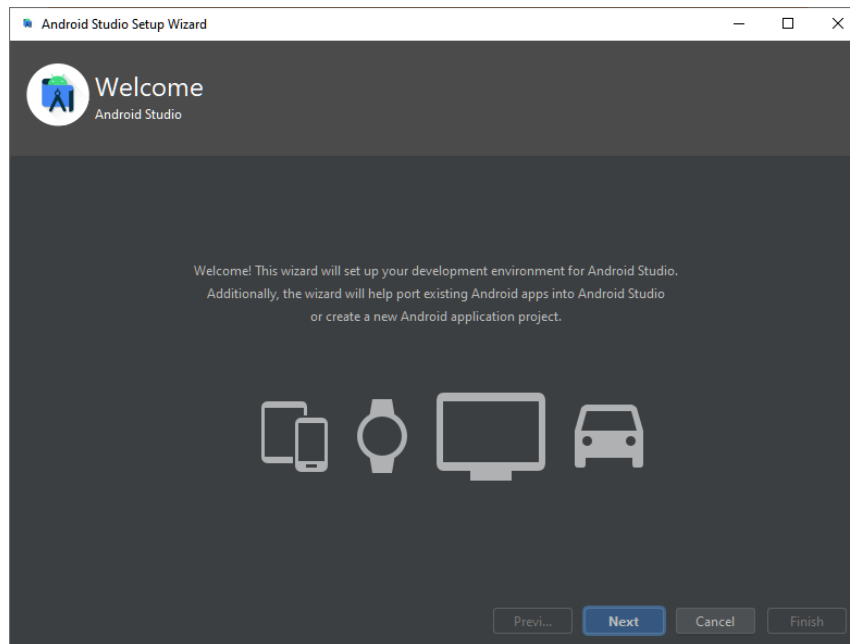 Android Studio Setup Wizard
Welcome
Android Studio
Welcome! This wizard will set up your development environment for Android Studio.
Additionally, the wizard will help port existing Android apps into Android Studio
or create a new Android application project.
Previ... Next Cancel Finish